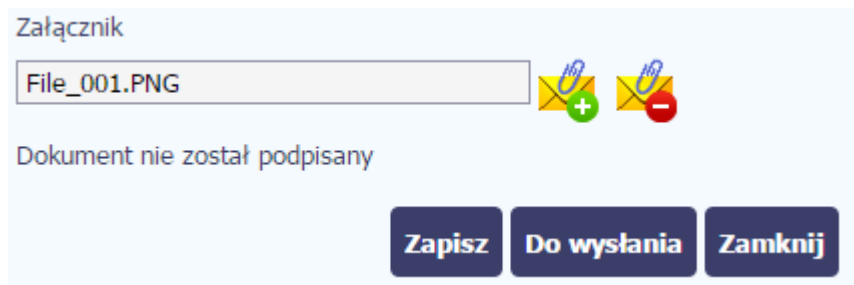 Załącznik
File_001.PNG
Dokument nie został podpisany
Zapisz Do wysłania Zamknij